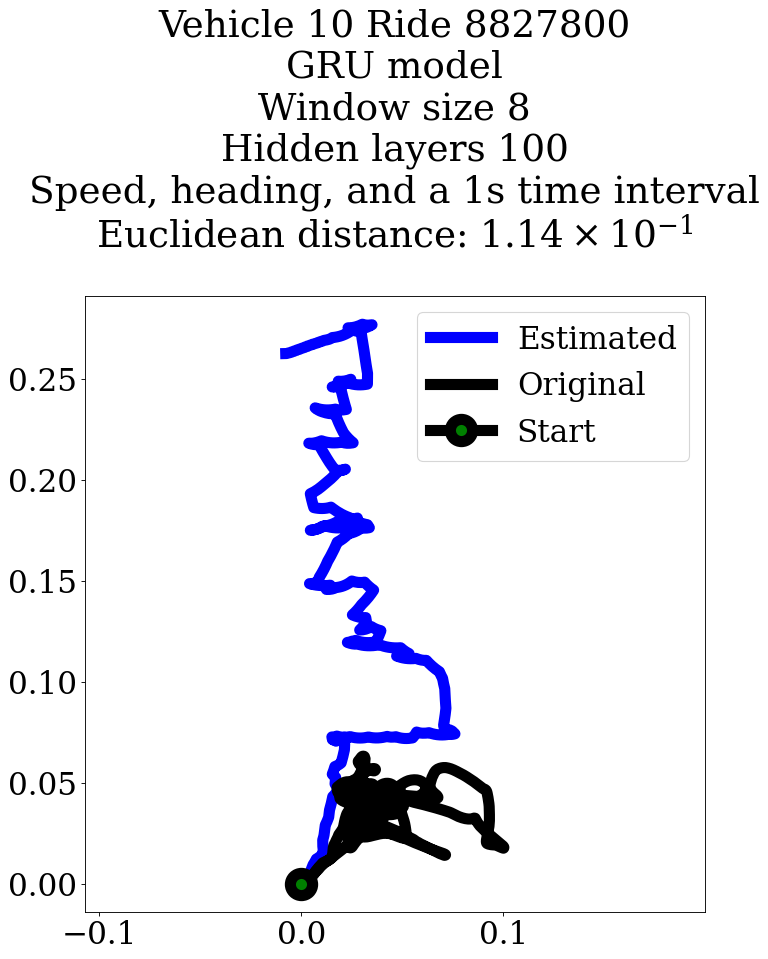 Vehicle 10 Ride 8827800
GRU model
Window size 8
Hidden layers 100
Speed, heading, and a 1s time interval
Euclidean distance: 1.14 × 10⁻¹
Estimated
Original
Start
0.25
0.20
0.15
0.10
0.05
0.00
−0.1 0.0 0.1